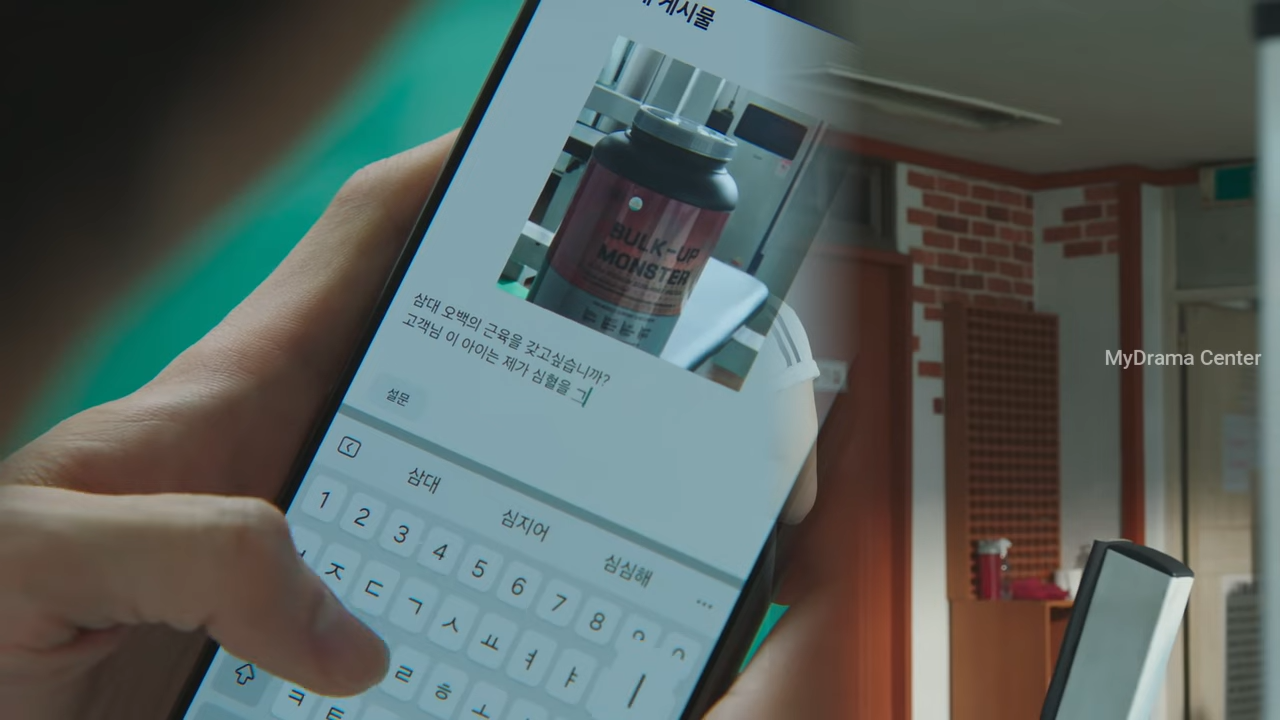 게시물
BULK-UP
MONSTER
삼대 오백의 근육을 갖고싶습니까?
고객님 이 아이는 제가 심혈을 그
설문
삼대
심지어
심심해
1 2 3 4 5 6 7 8
ㅈ ㄷ ㄱ ㅅ ㅛ ㅕ ㅑ
ㄹ ㅎ ㅗ
ㅋ ㅌ
MyDrama Center